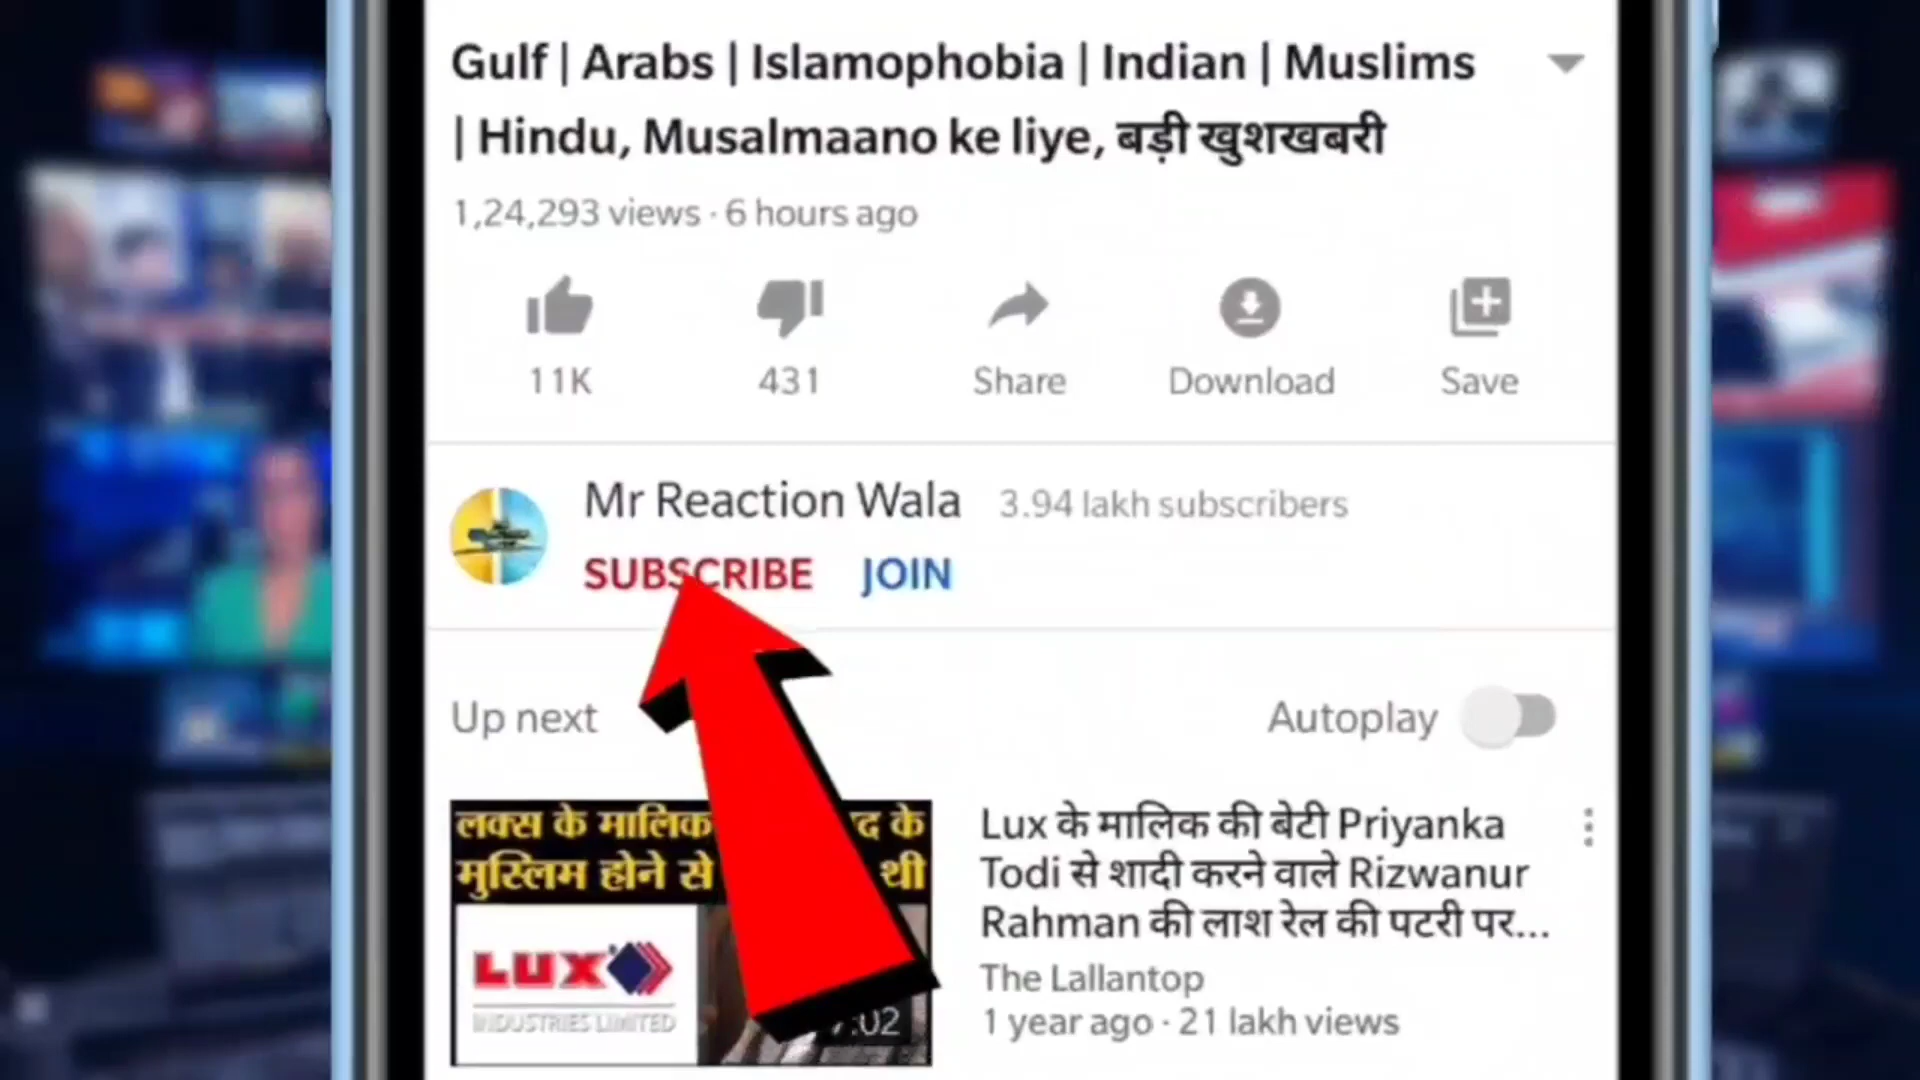 Gulf | Arabs | Islamophobia | Indian | Muslims
| Hindu, Musalmaano ke liye, बड़ी खुशखबरी
1,24,293 views · 6 hours ago
11K
431
Share
Download
Save
Mr Reaction Wala
3.94 lakh subscribers
SUBSCRIBE
JOIN
Up next
Autoplay
लक्स के मालिक के
मुस्लिम होने से थी
LUX
INDUSTRIES LIMITED
:02
Lux के मालिक की बेटी Priyanka
Todi से शादी करने वाले Rizwanur
Rahman की लाश रेल की पटरी पर...
The Lallantop
1 year ago · 21 lakh views